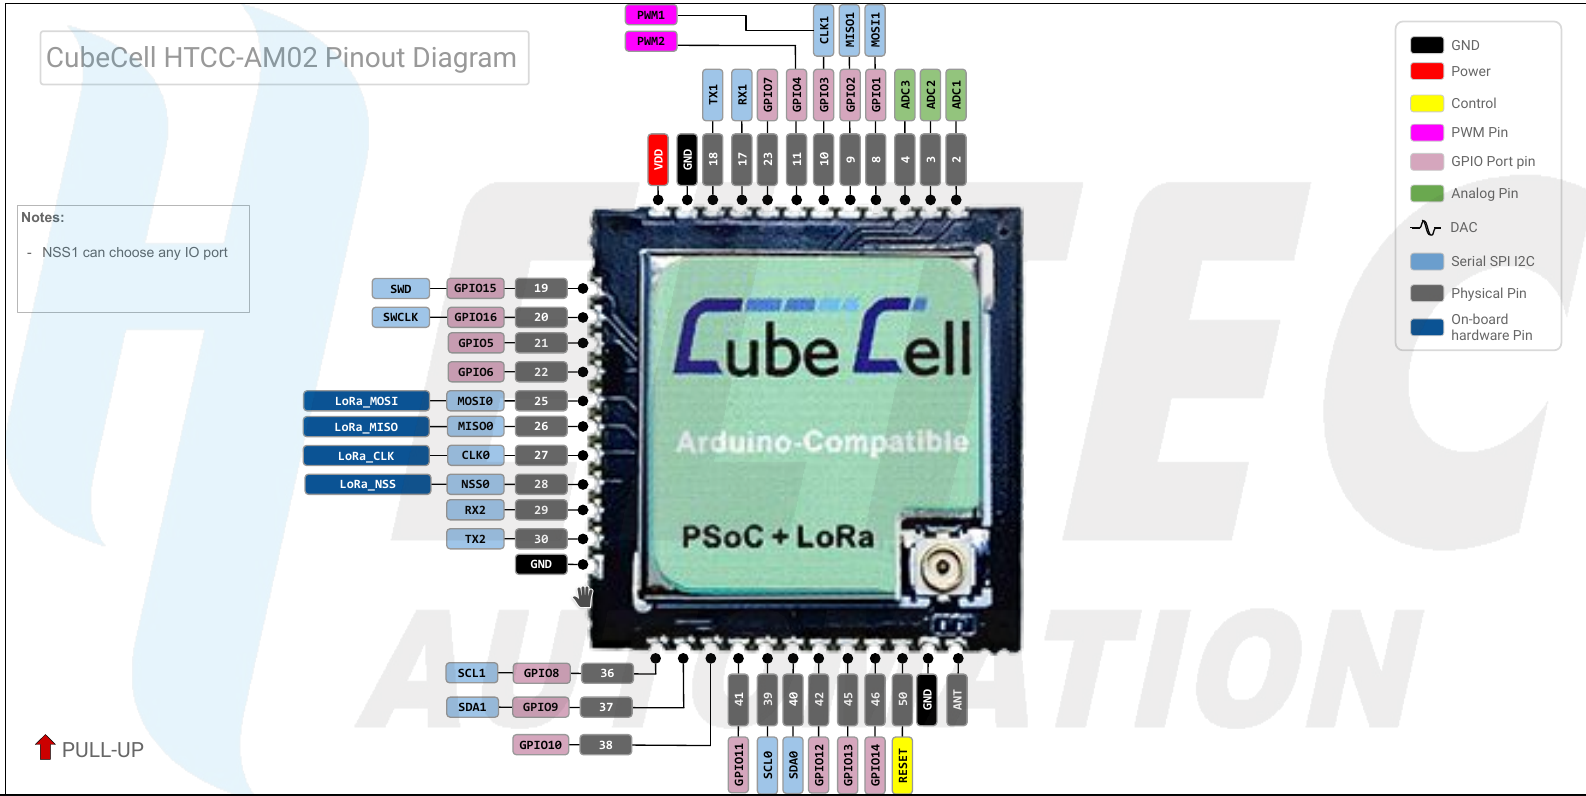 CubeCell HTCC-AM02 Pinout Diagram
PWM1
PWM2
CLK1
MISO1
MOSI1
TX1
RX1
GPIO7
GPIO4
GPIO3
GPIO2
GPIO1
ADC3
ADC2
ADC1
VDD
GND
18
17
23
11
10
9
8
4
3
2
GND
Power
Control
PWM Pin
GPIO Port pin
Analog Pin
DAC
Serial SPI I2C
Physical Pin
On-board
hardware Pin
Notes:
- NSS1 can choose any IO port
SWD GPIO15 19
SWCLK GPIO16 20
GPIO5 21
GPIO6 22
LoRa_MOSI MOSI0 25
LoRa_MISO MISO0 26
LoRa_CLK CLK0 27
LoRa_NSS NSS0 28
RX2 29
TX2 30
GND
CubeCell
Arduino-Compatible
PSoC + LoRa
SCL1 GPIO8 36
SDA1 GPIO9 37
GPIO10 38
41
39
40
42
45
46
50
GND
ANT
GPIO11
SCL0
SDA0
GPIO12
GPIO13
GPIO14
RESET
PULL-UP
HELTEC
AUTOMATION